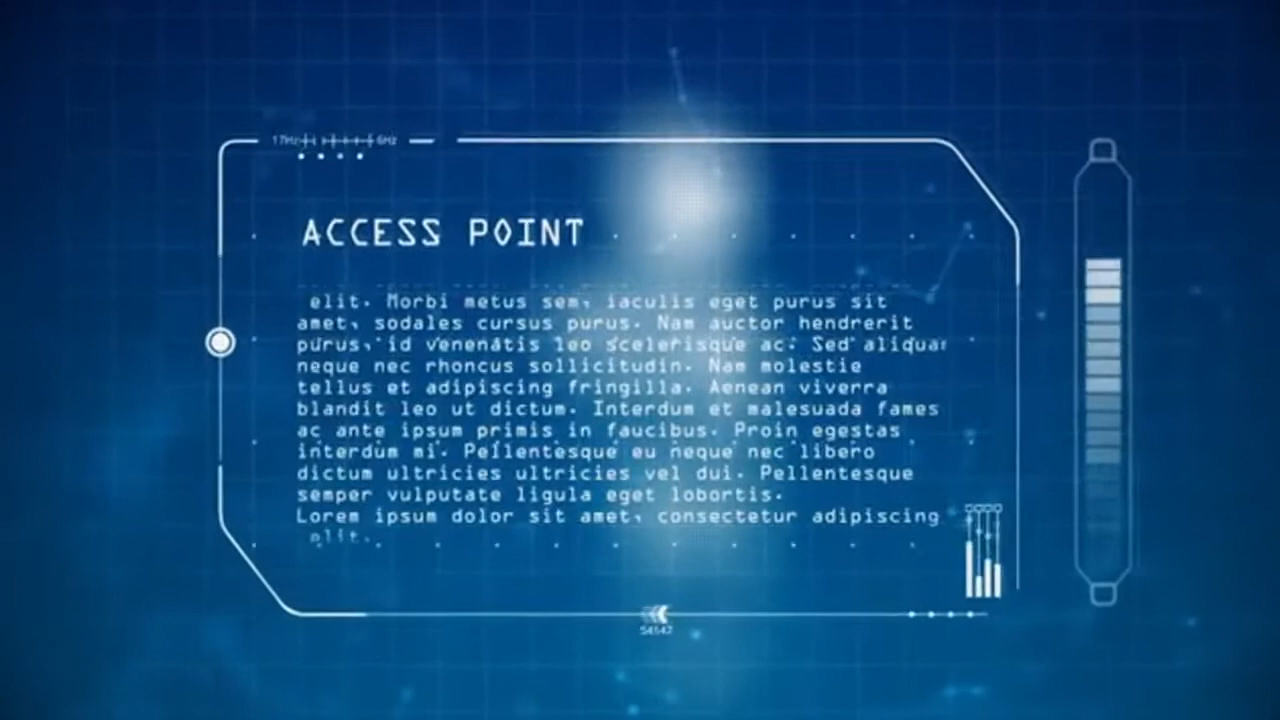 17Hz 6Hz
ACCESS POINT
elit. Morbi metus sem, iaculis eget purus sit
amet, sodales cursus purus. Nam auctor hendrerit
purus, id venenatis leo scelerisque ac. Sed aliquam
neque nec rhoncus sollicitudin. Nam molestie
tellus et adipiscing fringilla. Aenean viverra
blandit leo ut dictum. Interdum et malesuada fames
ac ante ipsum primis in faucibus. Proin egestas
interdum mi. Pellentesque eu neque nec libero
dictum ultricies ultricies vel dui. Pellentesque
semper vulputate ligula eget lobortis.
Lorem ipsum dolor sit amet, consectetur adipiscing
elit.